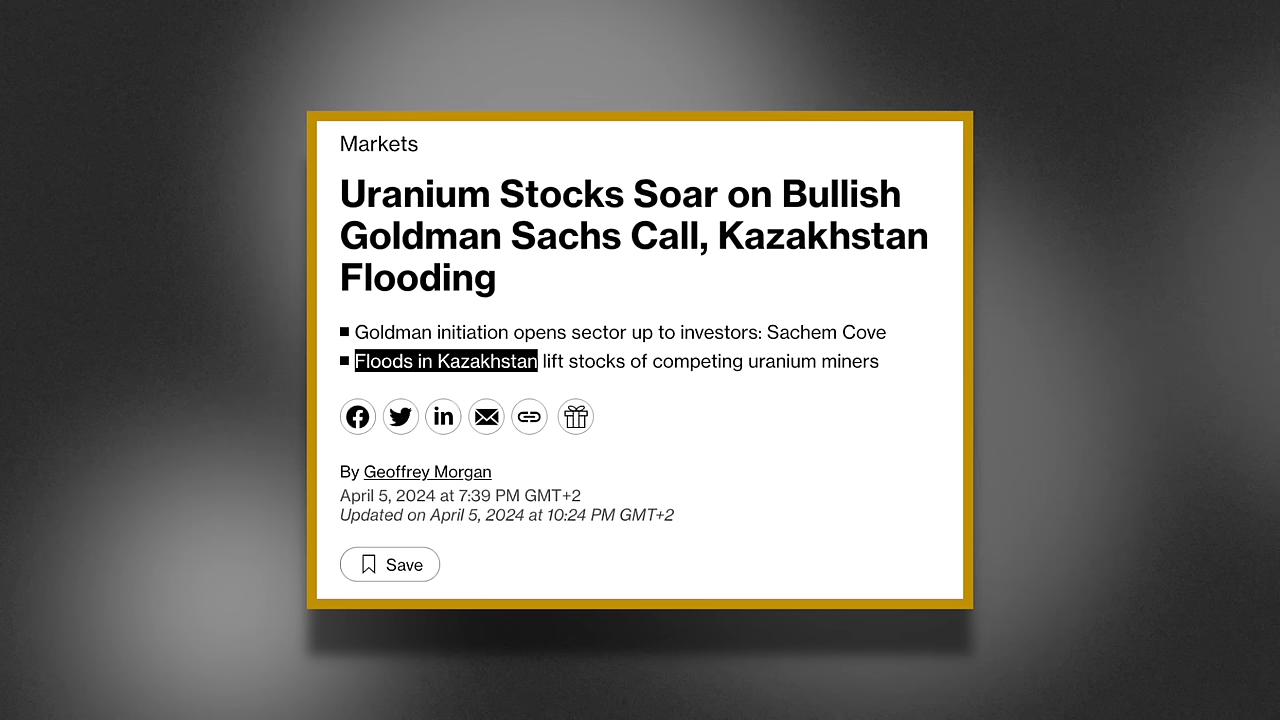 Markets
Uranium Stocks Soar on Bullish
Goldman Sachs Call, Kazakhstan
Flooding
Goldman initiation opens sector up to investors: Sachem Cove
Floods in Kazakhstan lift stocks of competing uranium miners
in
By Geoffrey Morgan
April 5, 2024 at 7:39 PM GMT+2
Updated on April 5, 2024 at 10:24 PM GMT+2
Save